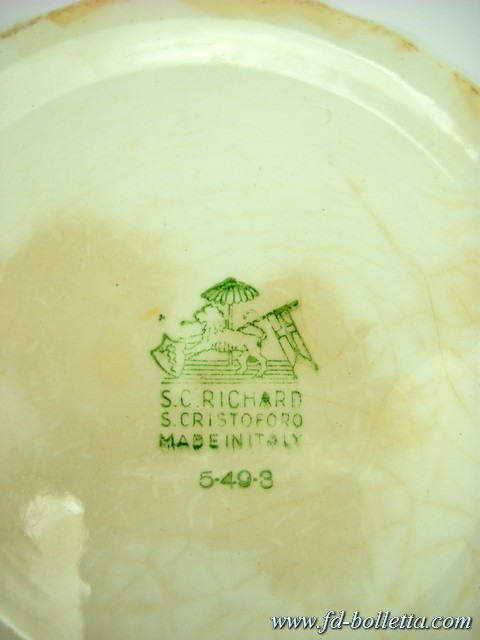 S.C.RICHARD
S.CRISTOFORO
MADE IN ITALY
5-49-3
www.fd-bolletta.com